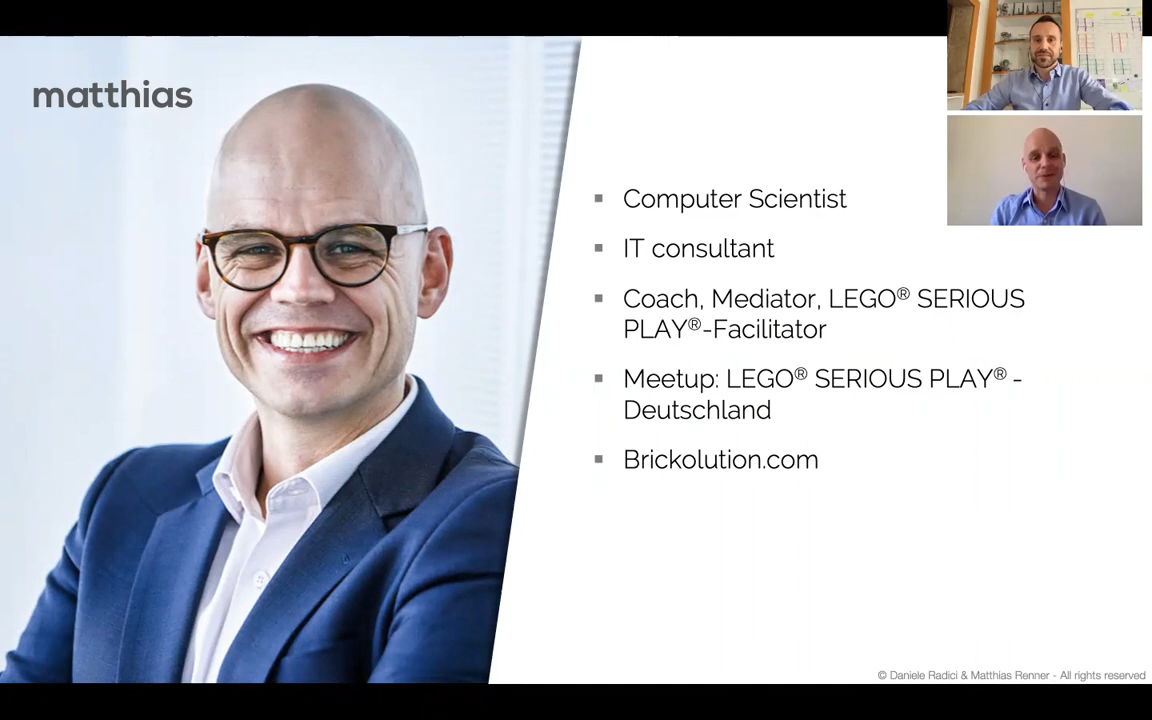 matthias
Computer Scientist
IT consultant
Coach, Mediator, LEGO® SERIOUS
PLAY®-Facilitator
Meetup: LEGO® SERIOUS PLAY® -
Deutschland
Brickolution.com
© Daniele Radici & Matthias Renner - All rights reserved